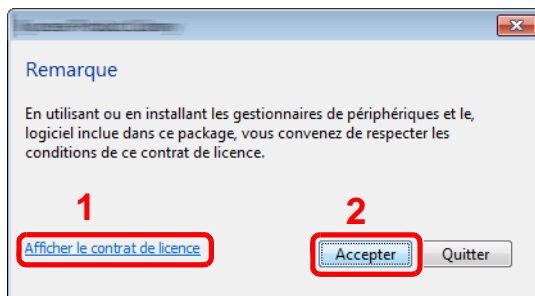 Remarque
En utilisant ou en installant les gestionnaires de périphériques et le,
logiciel inclue dans ce package, vous convenez de respecter les
conditions de ce contrat de licence.
1
2
Afficher le contrat de licence
Accepter
Quitter